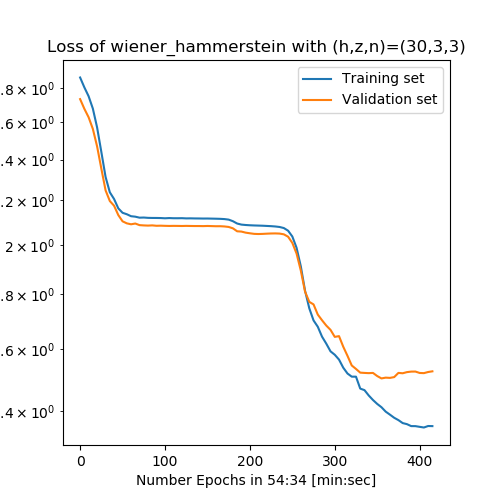 Loss of wiener_hammerstein with (h,z,n)=(30,3,3)
Training set
Validation set
.8 × 10⁰
.6 × 10⁰
.4 × 10⁰
.2 × 10⁰
2 × 10⁰
.8 × 10⁰
.6 × 10⁰
.4 × 10⁰
0 100 200 300 400
Number Epochs in 54:34 [min:sec]